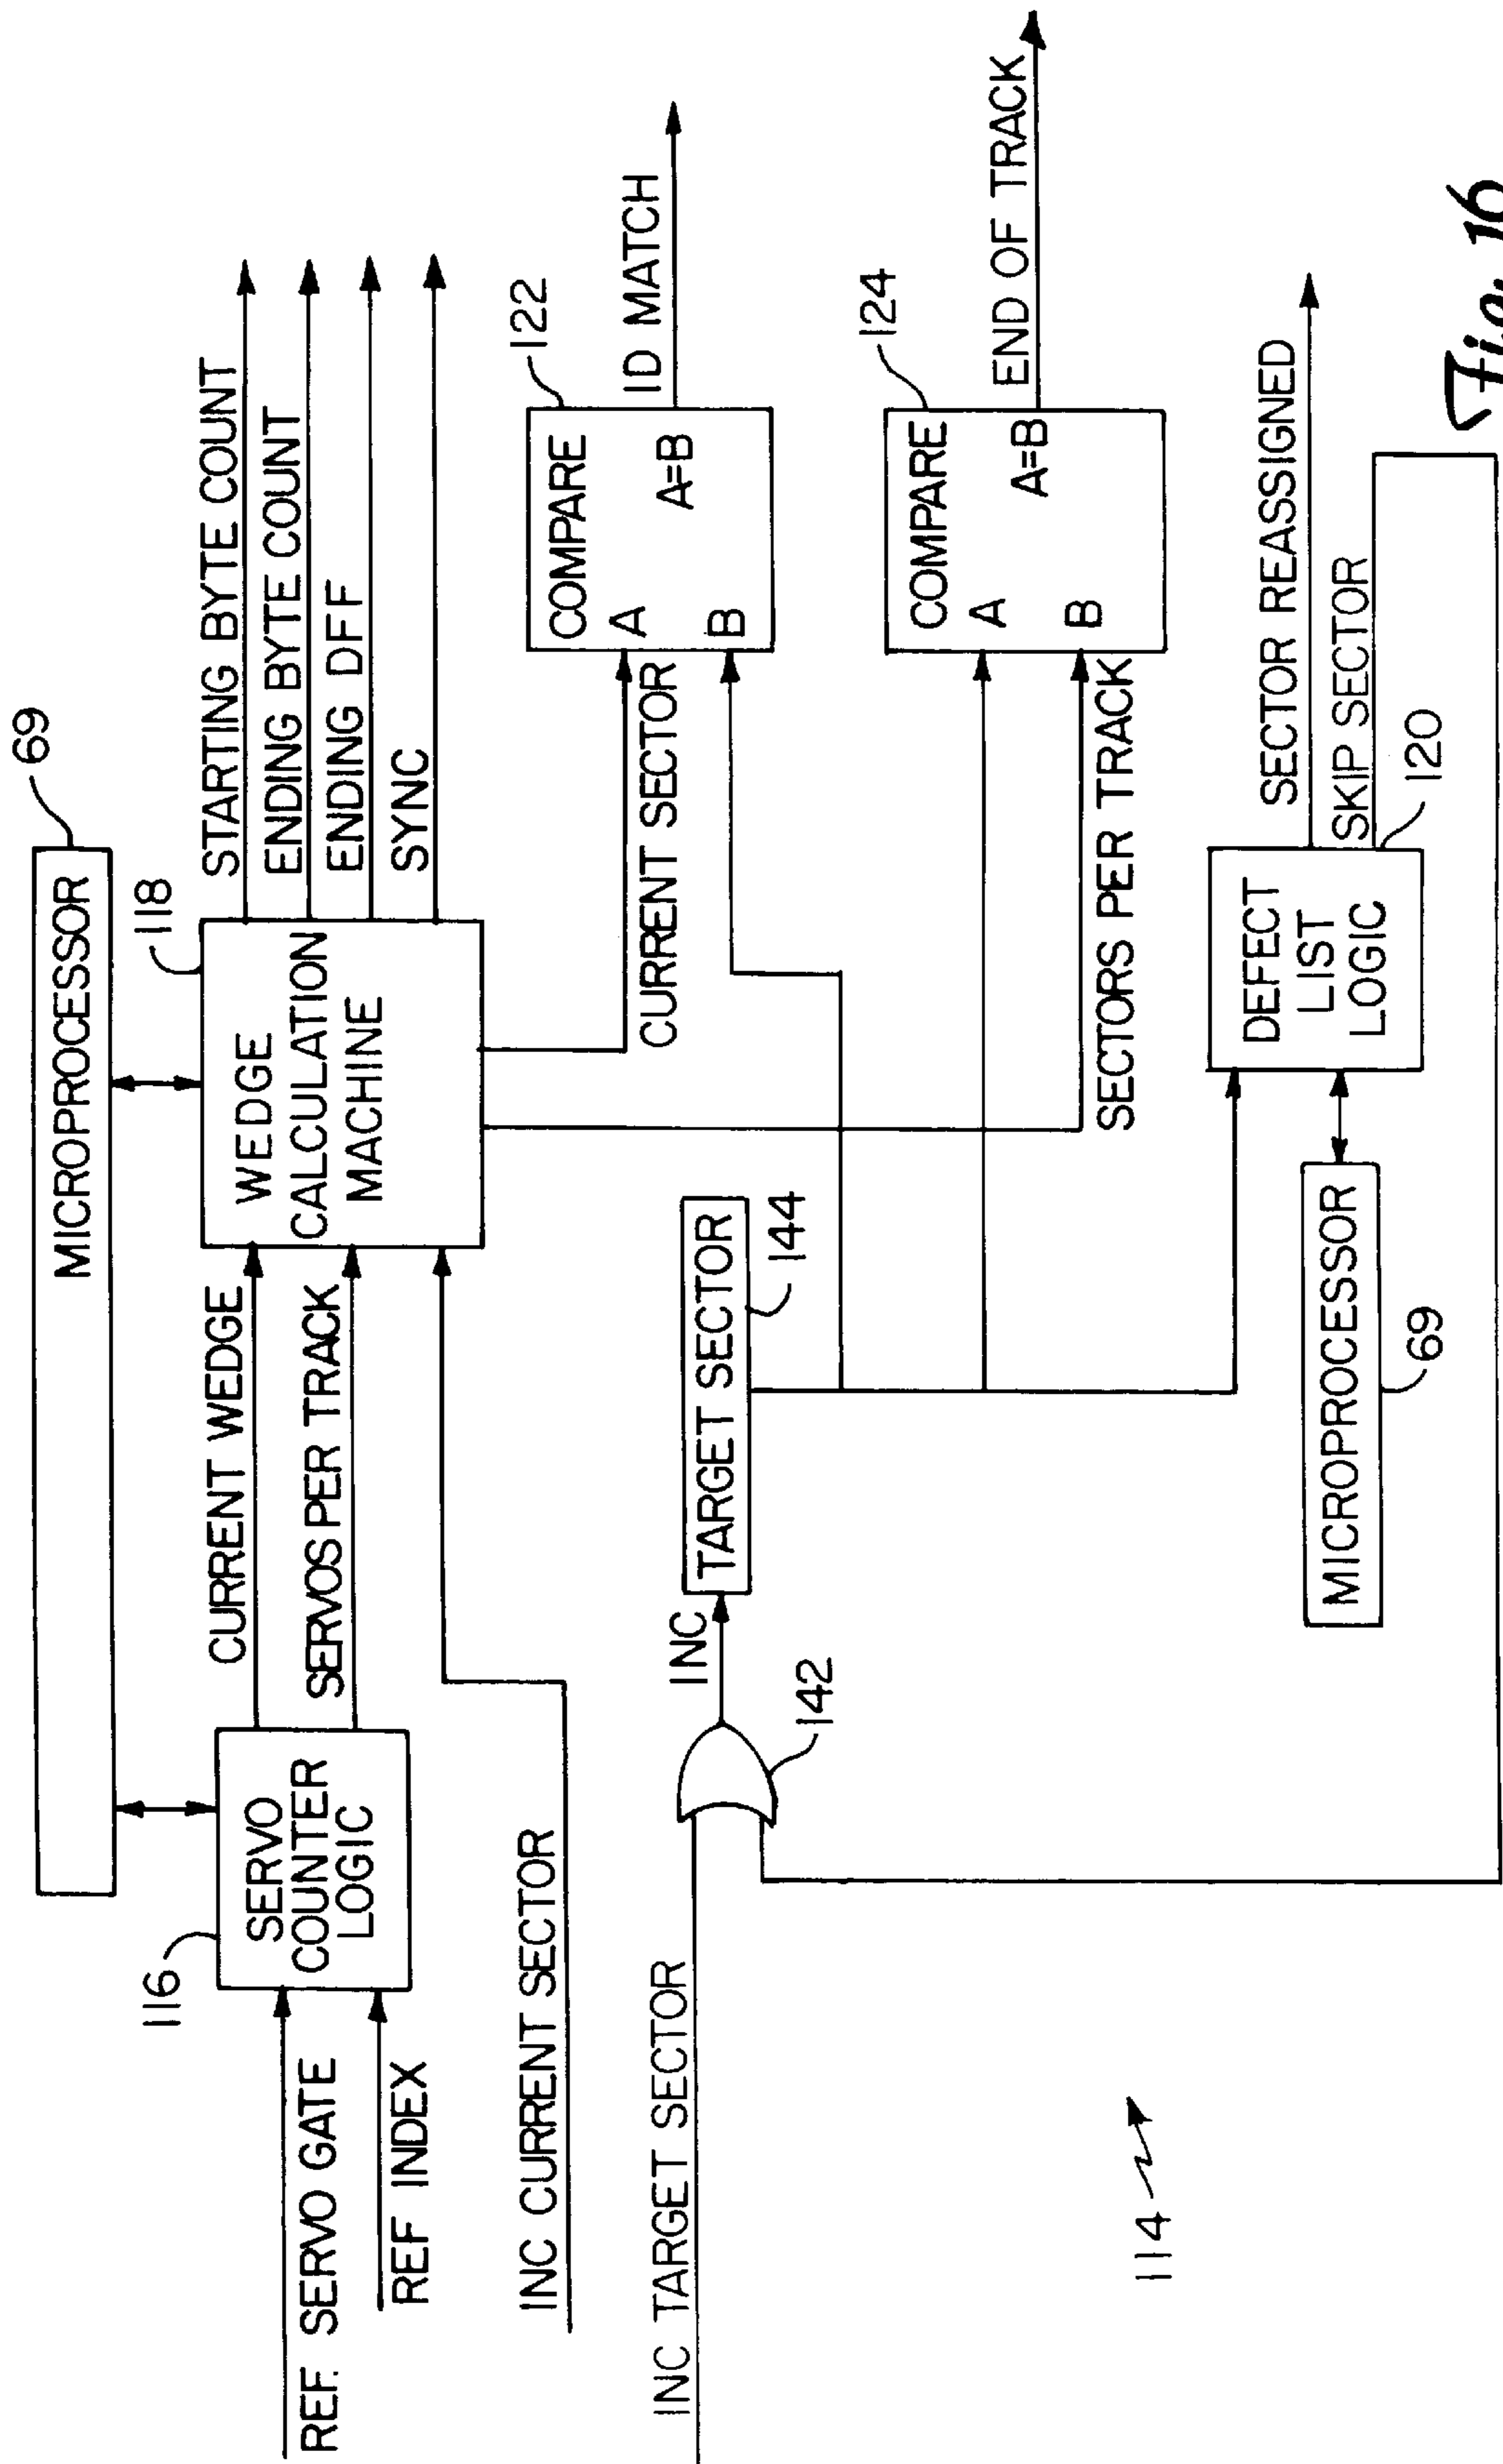 MICROPROCESSOR
69
116
SERVO
COUNTER
LOGIC
REF. SERVO GATE
REF INDEX
CURRENT WEDGE
SERVOS PER TRACK
118
WEDGE
CALCULATION
MACHINE
STARTING BYTE COUNT
ENDING BYTE COUNT
ENDING DFF
SYNC
INC CURRENT SECTOR
CURRENT SECTOR
122
COMPARE
A
A=B
B
ID MATCH
INC TARGET SECTOR
142
INC
TARGET SECTOR
144
124
COMPARE
A
A=B
B
END OF TRACK
SECTORS PER TRACK
MICROPROCESSOR
69
DEFECT
LIST
LOGIC
120
SECTOR REASSIGNED
SKIP SECTOR
114
Fig. 16